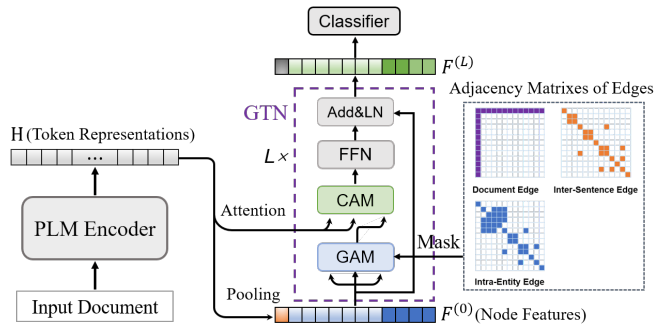 Classifier
F^(L)
Adjacency Matrixes of Edges
GTN
Add&LN
H (Token Representations)
...
L×
FFN
Document Edge
Inter-Sentence Edge
CAM
PLM Encoder
Attention
Mask
GAM
Intra-Entity Edge
Input Document
Pooling
F^(0) (Node Features)